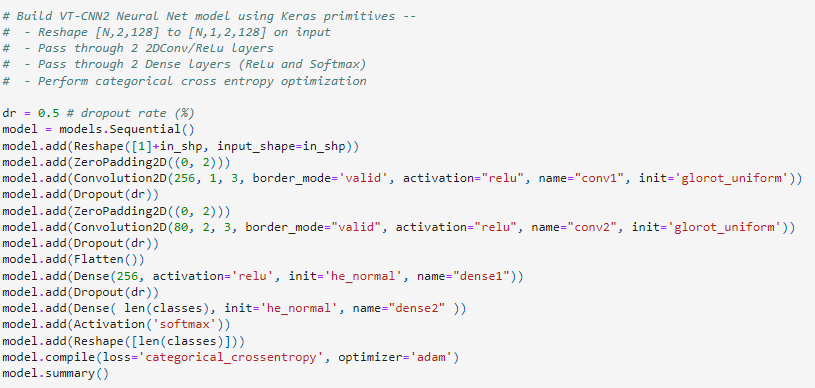 # Build VT-CNN2 Neural Net model using Keras primitives --
#  - Reshape [N,2,128] to [N,1,2,128] on input
#  - Pass through 2 2DConv/ReLu layers
#  - Pass through 2 Dense layers (ReLu and Softmax)
#  - Perform categorical cross entropy optimization

dr = 0.5 # dropout rate (%)
model = models.Sequential()
model.add(Reshape([1]+in_shp, input_shape=in_shp))
model.add(ZeroPadding2D((0, 2)))
model.add(Convolution2D(256, 1, 3, border_mode='valid', activation="relu", name="conv1", init='glorot_uniform'))
model.add(Dropout(dr))
model.add(ZeroPadding2D((0, 2)))
model.add(Convolution2D(80, 2, 3, border_mode="valid", activation="relu", name="conv2", init='glorot_uniform'))
model.add(Dropout(dr))
model.add(Flatten())
model.add(Dense(256, activation='relu', init='he_normal', name="dense1"))
model.add(Dropout(dr))
model.add(Dense( len(classes), init='he_normal', name="dense2" ))
model.add(Activation('softmax'))
model.add(Reshape([len(classes)]))
model.compile(loss='categorical_crossentropy', optimizer='adam')
model.summary()